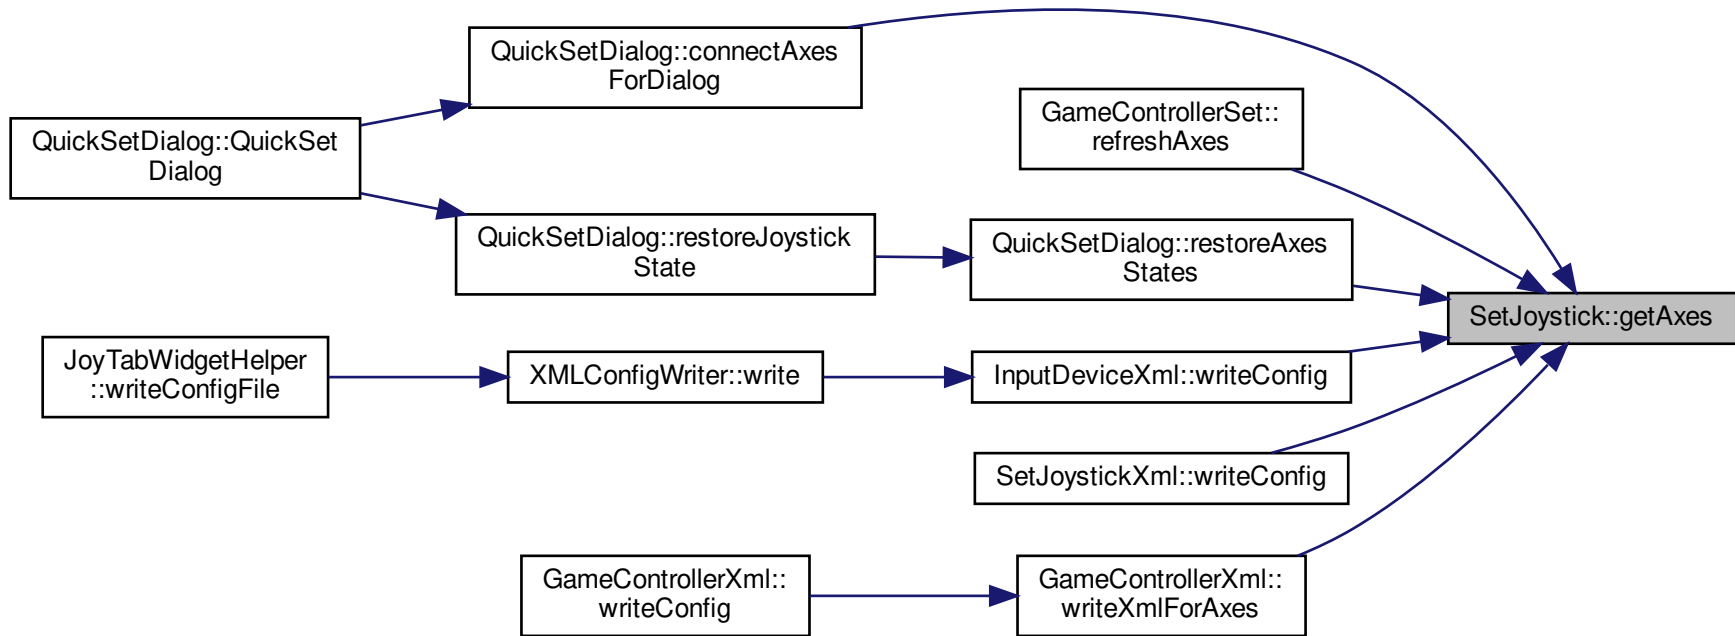 QuickSetDialog::connectAxes
ForDialog
GameControllerSet::
refreshAxes
QuickSetDialog::QuickSet
Dialog
QuickSetDialog::restoreJoystick
State
QuickSetDialog::restoreAxes
States
SetJoystick::getAxes
JoyTabWidgetHelper
::writeConfigFile
XMLConfigWriter::write
InputDeviceXml::writeConfig
SetJoystickXml::writeConfig
GameControllerXml::
writeConfig
GameControllerXml::
writeXmlForAxes